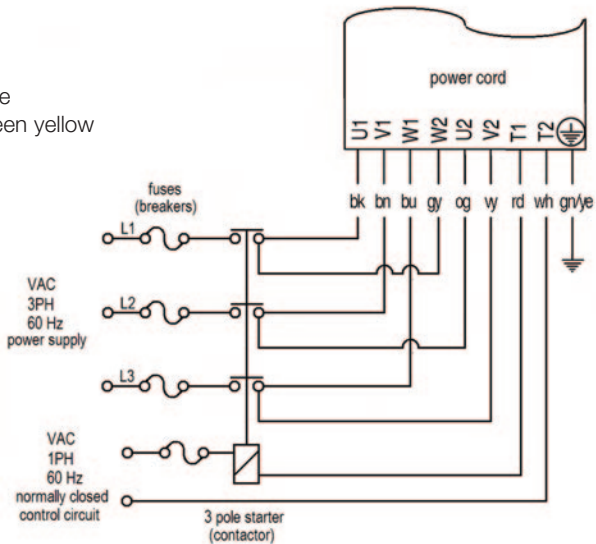 e
een yellow
power cord
U1 V1 W1 W2 U2 V2 T1 T2
bk bn bu gy og vy rd wh gn/ye
fuses
(breakers)
L1
L2
L3
VAC
3PH
60 Hz
power supply
VAC
1PH
60 Hz
normally closed
control circuit
3 pole starter
(contactor)